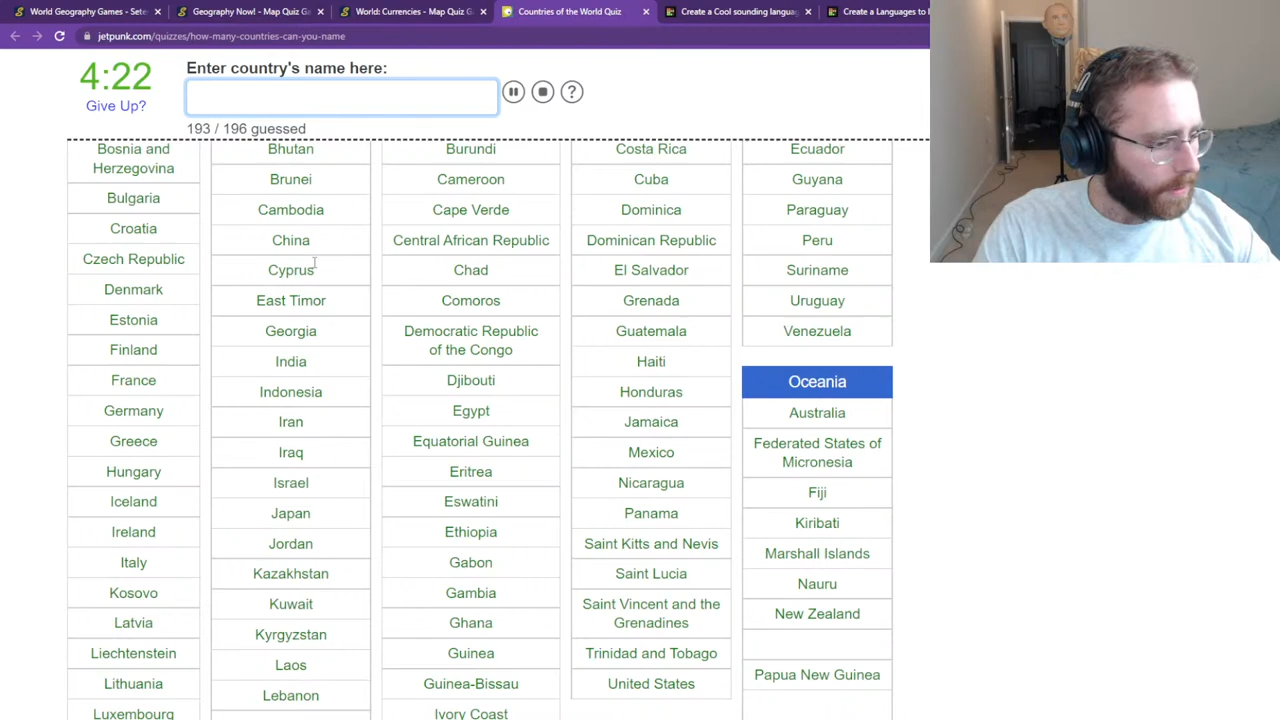 World Geography Games - Sete
Geography Now! - Map Quiz G
World: Currencies - Map Quiz G
Countries of the World Quiz
Create a Cool sounding langua
Create a Languages to
jetpunk.com/quizzes/how-many-countries-can-you-name
4:22
Give Up?
Enter country's name here:
193 / 196 guessed
Bosnia and
Herzegovina
Bulgaria
Croatia
Czech Republic
Denmark
Estonia
Finland
France
Germany
Greece
Hungary
Iceland
Ireland
Italy
Kosovo
Latvia
Liechtenstein
Lithuania
Luxembourg
Bhutan
Brunei
Cambodia
China
Cyprus
East Timor
Georgia
India
Indonesia
Iran
Iraq
Israel
Japan
Jordan
Kazakhstan
Kuwait
Kyrgyzstan
Laos
Lebanon
Burundi
Cameroon
Cape Verde
Central African Republic
Chad
Comoros
Democratic Republic
of the Congo
Djibouti
Egypt
Equatorial Guinea
Eritrea
Eswatini
Ethiopia
Gabon
Gambia
Ghana
Guinea
Guinea-Bissau
Ivory Coast
Costa Rica
Cuba
Dominica
Dominican Republic
El Salvador
Grenada
Guatemala
Haiti
Honduras
Jamaica
Mexico
Nicaragua
Panama
Saint Kitts and Nevis
Saint Lucia
Saint Vincent and the
Grenadines
Trinidad and Tobago
United States
Ecuador
Guyana
Paraguay
Peru
Suriname
Uruguay
Venezuela
Oceania
Australia
Federated States of
Micronesia
Fiji
Kiribati
Marshall Islands
Nauru
New Zealand
Papua New Guinea